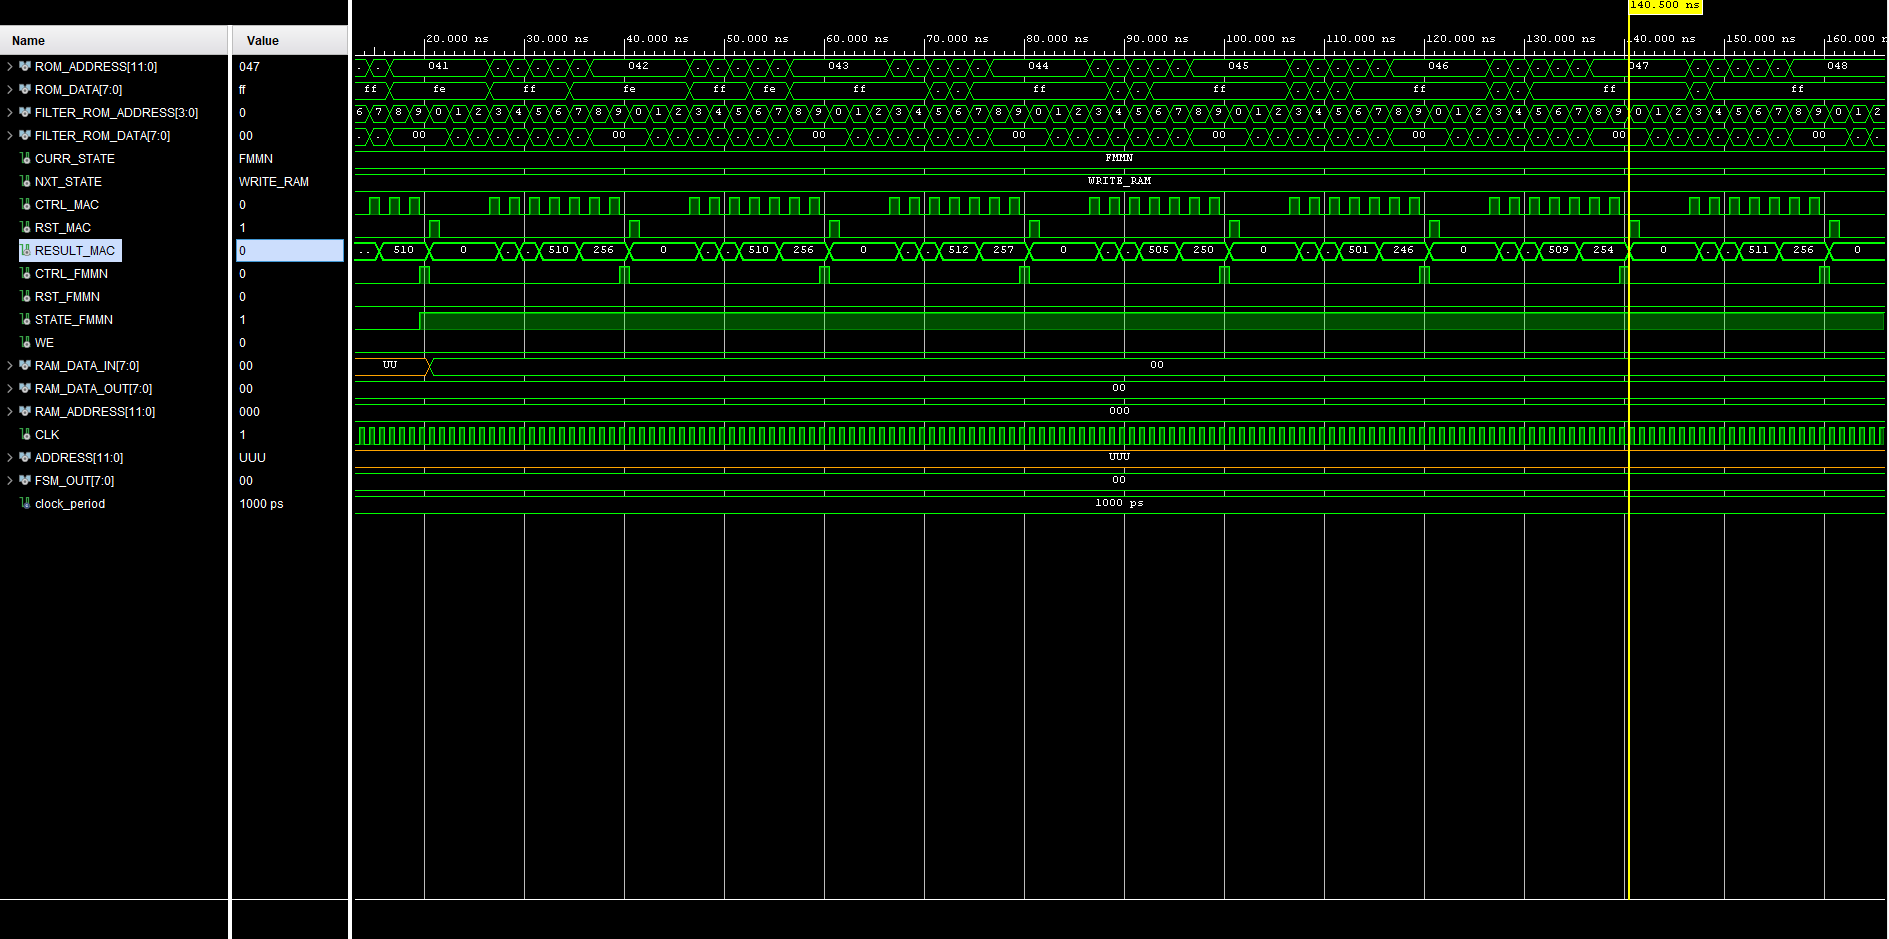 140.500 ns
Name Value
20.000 ns 30.000 ns 40.000 ns 50.000 ns 60.000 ns 70.000 ns 80.000 ns 90.000 ns 100.000 ns 110.000 ns 120.000 ns 130.000 ns 140.000 ns 150.000 ns 160.000
ROM_ADDRESS[11:0] 047 041 042 043 044 045 046 047 048
ROM_DATA[7:0] ff ff fe ff fe ff fe ff ff ff ff ff ff
FILTER_ROM_ADDRESS[3:0] 0 6 7 8 9 0 1 2 3 4 5 6 7 8 9 0 1 2 3 4 5 6 7 8 9 0 1 2 3 4 5 6 7 8 9 0 1 2 3 4 5 6 7 8 9 0 1 2 3 4 5 6 7 8 9 0 1 2 3 4 5 6 7 8 9 0 1 2 3 4 5 6 7 8 9 0 1 2
FILTER_ROM_DATA[7:0] 00 00 00 00 00 00 00 00 00
CURR_STATE FMMN FMMN
NXT_STATE WRITE_RAM WRITE_RAM
CTRL_MAC 0
RST_MAC 1
RESULT_MAC 0 510 0 510 256 0 510 256 0 512 257 0 505 250 0 501 246 0 509 254 0 511 256 0
CTRL_FMMN 0
RST_FMMN 0
STATE_FMMN 1
WE 0
RAM_DATA_IN[7:0] 00 UU 00
RAM_DATA_OUT[7:0] 00 00
RAM_ADDRESS[11:0] 000 000
CLK 1
ADDRESS[11:0] UUU UUU
FSM_OUT[7:0] 00 00
clock_period 1000 ps 1000 ps